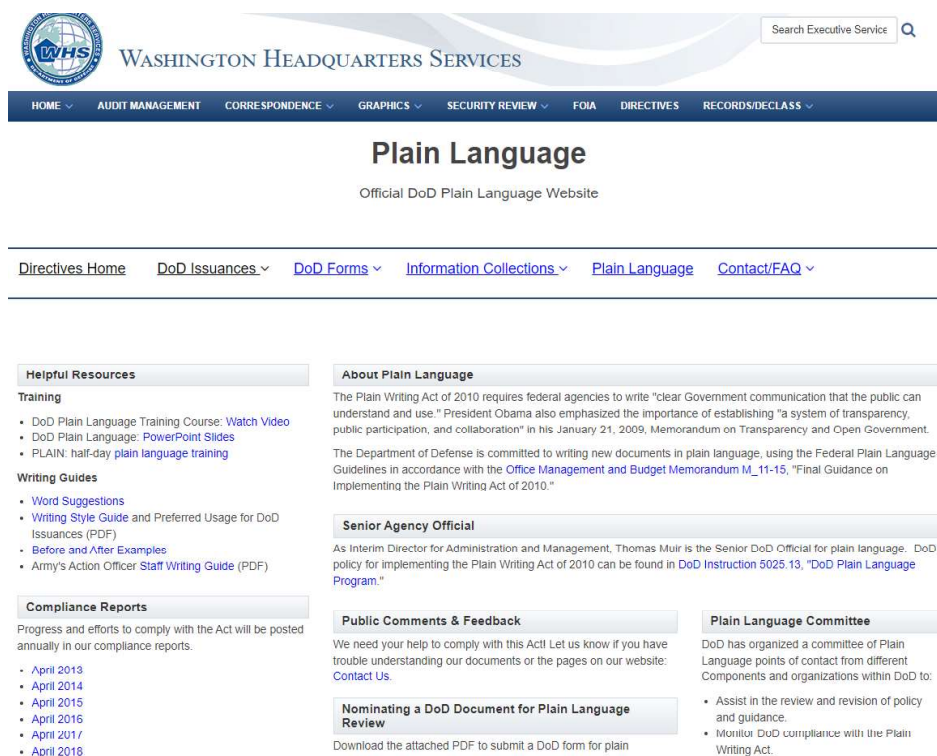 WHS
WASHINGTON HEADQUARTERS SERVICES
Search Executive Service
HOME
AUDIT MANAGEMENT
CORRESPONDENCE
GRAPHICS
SECURITY REVIEW
FOIA
DIRECTIVES
RECORDS/DECLASS
Plain Language
Official DoD Plain Language Website
Directives Home
DoD Issuances
DoD Forms
Information Collections
Plain Language
Contact/FAQ
Helpful Resources
Training
• DoD Plain Language Training Course: Watch Video
• DoD Plain Language: PowerPoint Slides
• PLAIN: half-day plain language training
Writing Guides
• Word Suggestions
• Writing Style Guide and Preferred Usage for DoD
Issuances (PDF)
• Before and After Examples
• Army's Action Officer Staff Writing Guide (PDF)
Compliance Reports
Progress and efforts to comply with the Act will be posted
annually in our compliance reports.
• April 2013
• April 2014
• April 2015
• April 2016
• April 2017
• April 2018
About Plain Language
The Plain Writing Act of 2010 requires federal agencies to write "clear Government communication that the public can
understand and use." President Obama also emphasized the importance of establishing "a system of transparency,
public participation, and collaboration" in his January 21, 2009, Memorandum on Transparency and Open Government.
The Department of Defense is committed to writing new documents in plain language, using the Federal Plain Language
Guidelines in accordance with the Office Management and Budget Memorandum M_11-15, "Final Guidance on
Implementing the Plain Writing Act of 2010."
Senior Agency Official
As Interim Director for Administration and Management, Thomas Muir is the Senior DoD Official for plain language. DoD
policy for implementing the Plain Writing Act of 2010 can be found in DoD Instruction 5025.13, "DoD Plain Language
Program."
Public Comments & Feedback
We need your help to comply with this Act! Let us know if you have
trouble understanding our documents or the pages on our website:
Contact Us.
Nominating a DoD Document for Plain Language
Review
Download the attached PDF to submit a DoD form for plain
Plain Language Committee
DoD has organized a committee of Plain
Language points of contact from different
Components and organizations within DoD to:
• Assist in the review and revision of policy
and guidance.
• Monitor DoD compliance with the Plain
Writing Act.